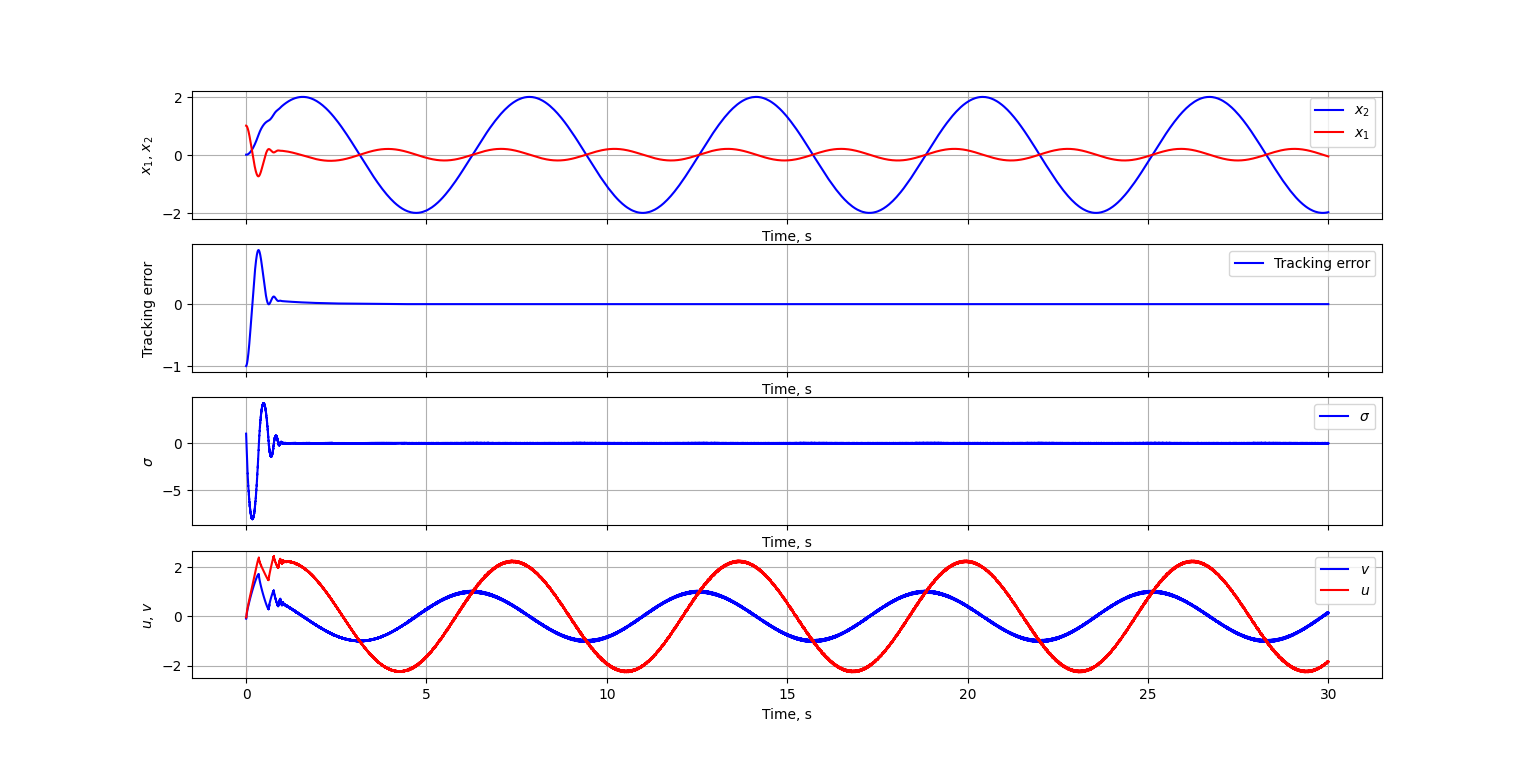 x₁, x₂
2
0
−2
x₂
x₁
Time, s
Tracking error
0
−1
Tracking error
Time, s
σ
0
−5
σ
Time, s
u, v
2
0
−2
v
u
0 5 10 15 20 25 30
Time, s